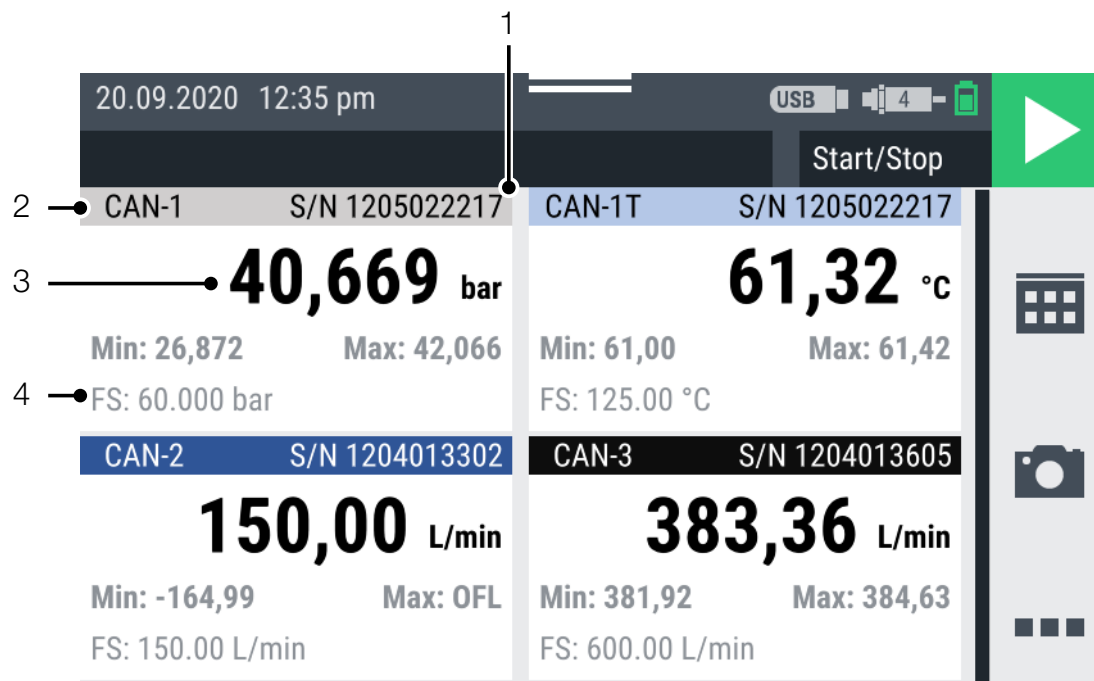 1
20.09.2020 12:35 pm USB 4
Start/Stop
2 CAN-1 S/N 1205022217 CAN-1T S/N 1205022217
3 40,669 bar 61,32 °C
Min: 26,872 Max: 42,066 Min: 61,00 Max: 61,42
4 FS: 60.000 bar FS: 125.00 °C
CAN-2 S/N 1204013302 CAN-3 S/N 1204013605
150,00 L/min 383,36 L/min
Min: -164,99 Max: OFL Min: 381,92 Max: 384,63
FS: 150.00 L/min FS: 600.00 L/min